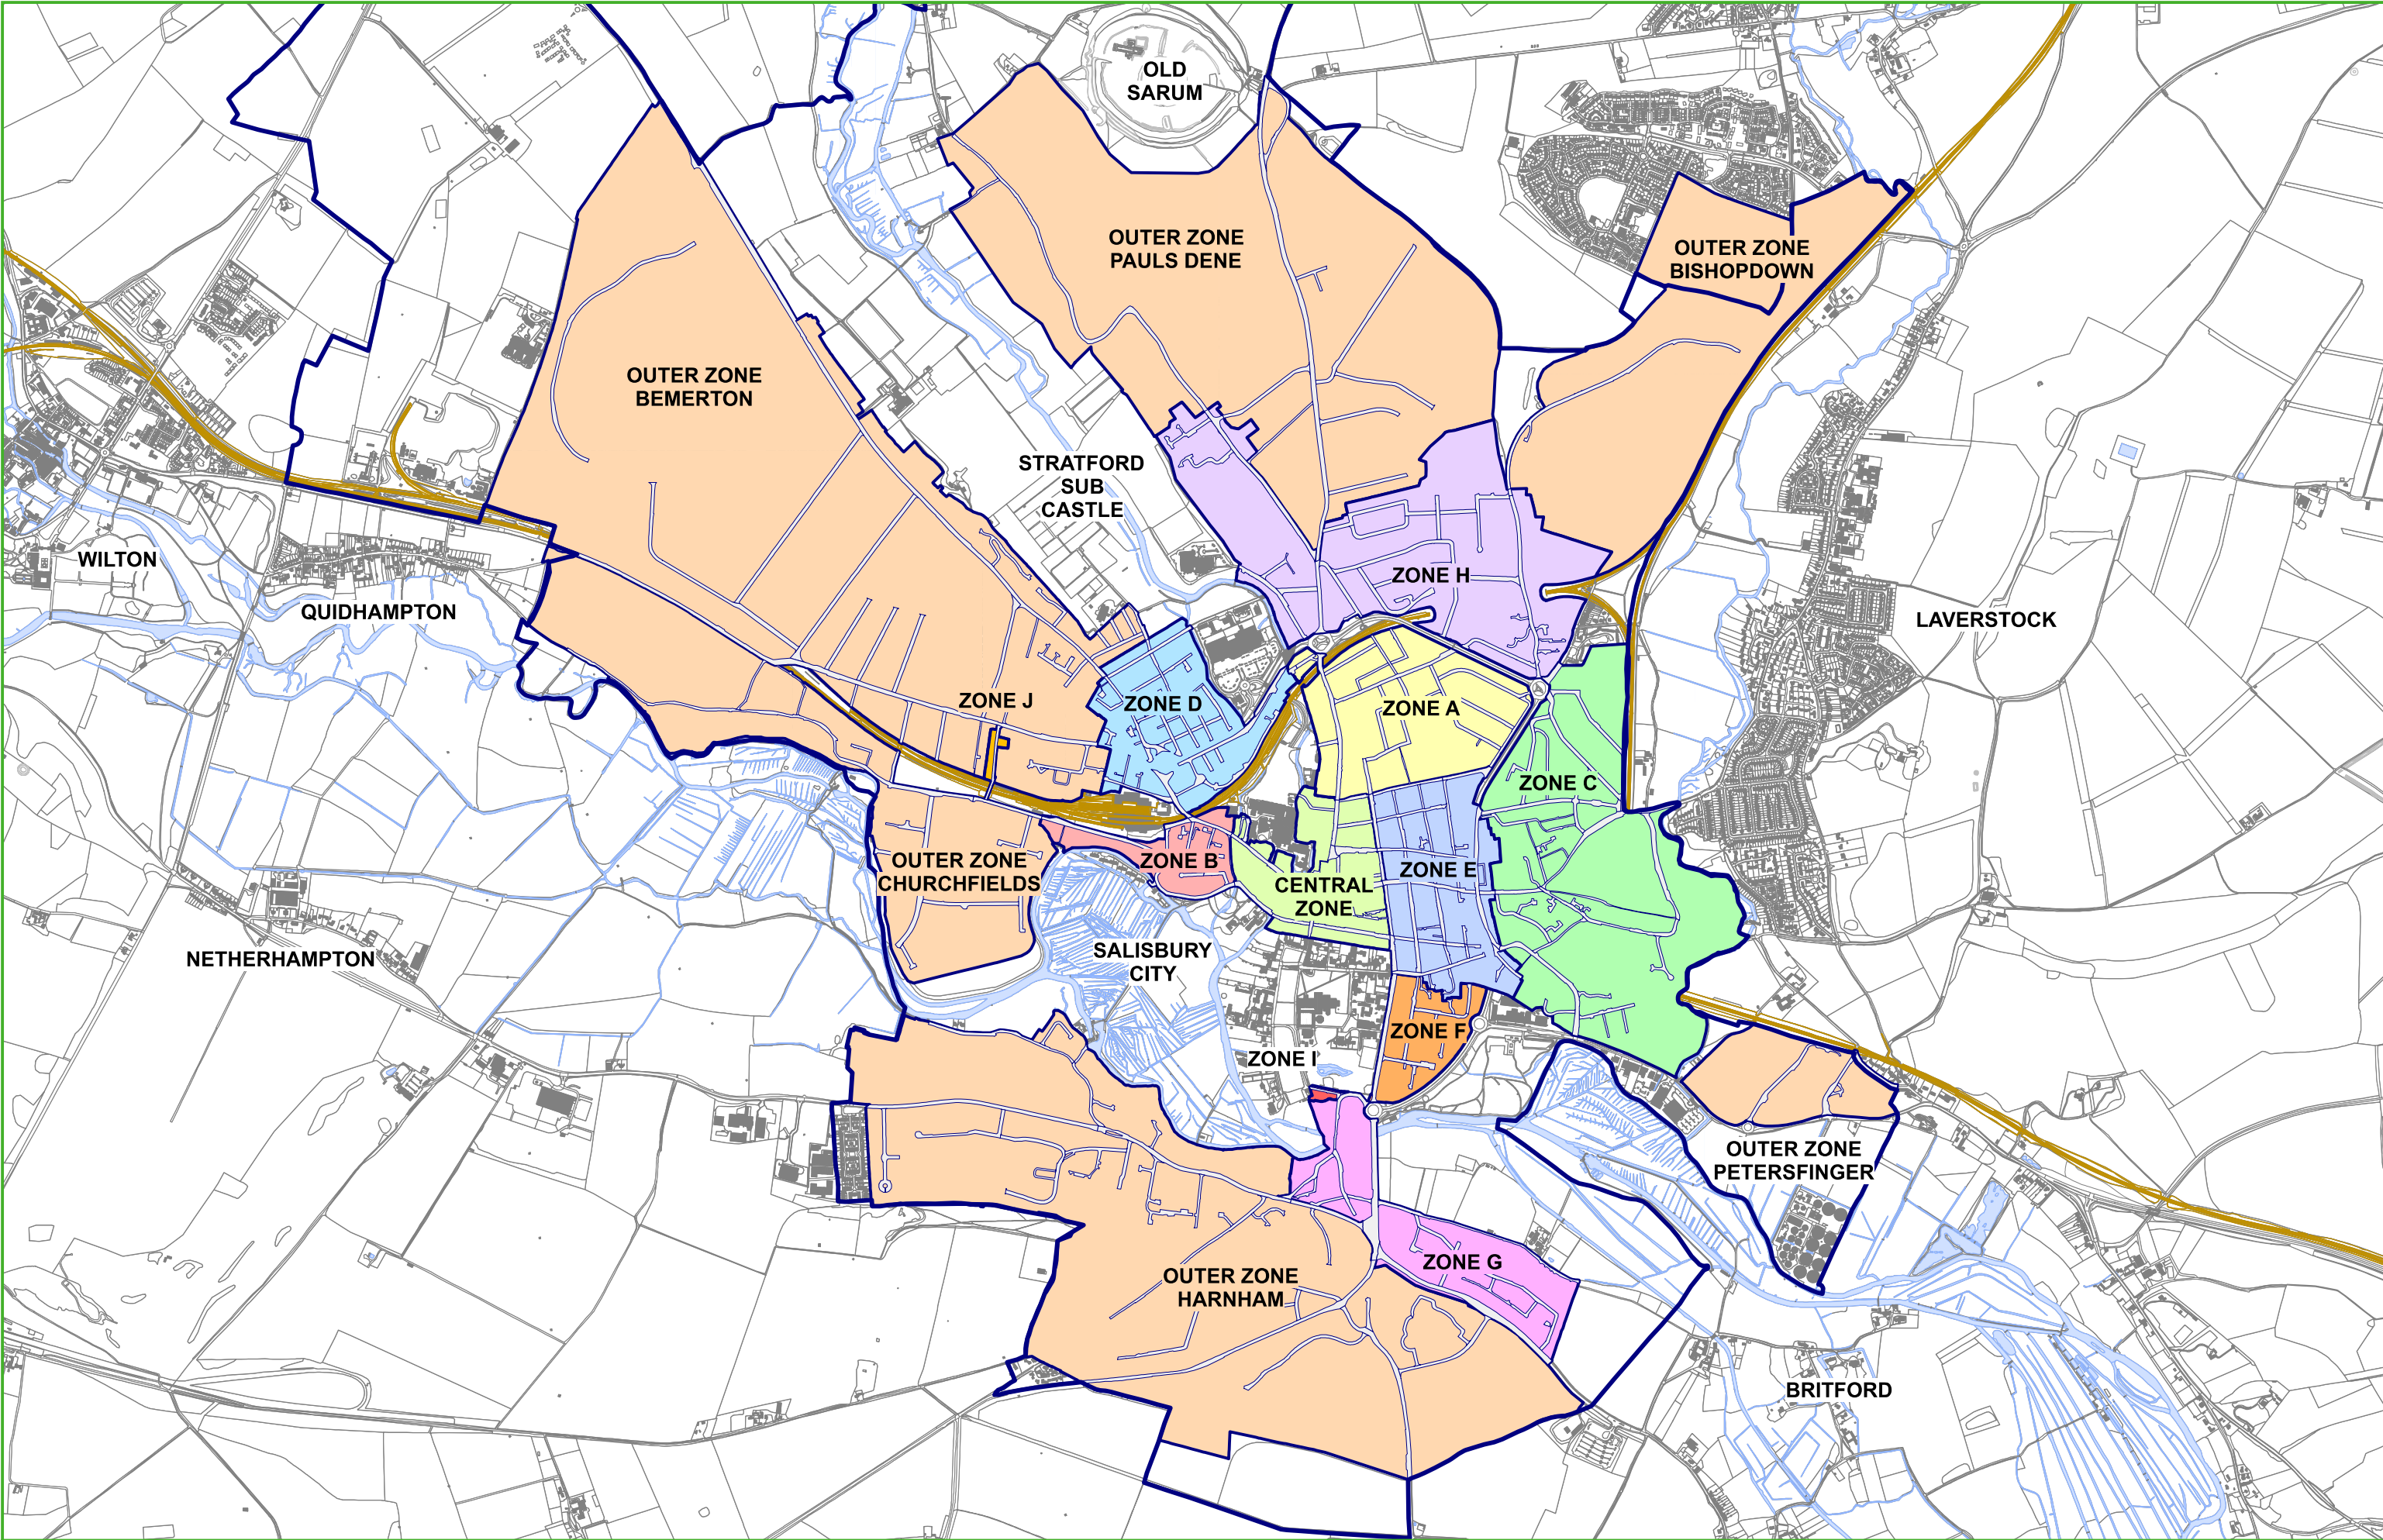 OLD
SARUM
OUTER ZONE
PAULS DENE
OUTER ZONE
BISHOPDOWN
OUTER ZONE
BEMERTON
STRATFORD
SUB
CASTLE
WILTON
QUIDHAMPTON
ZONE H
LAVERSTOCK
ZONE J
ZONE D
ZONE A
ZONE C
OUTER ZONE
CHURCHFIELDS
ZONE B
CENTRAL
ZONE
ZONE E
NETHERHAMPTON
SALISBURY
CITY
ZONE F
ZONE I
OUTER ZONE
PETERSFINGER
OUTER ZONE
HARNHAM
ZONE G
BRITFORD